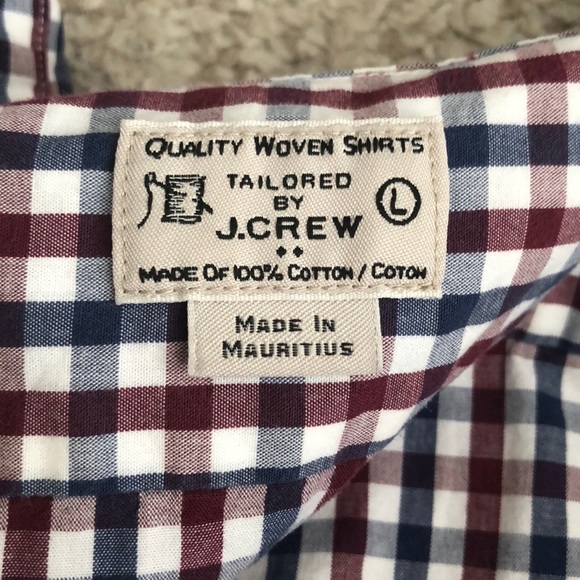 QUALITY WOVEN SHIRTS
TAILORED
BY
L
J.CREW
MADE OF 100% COTTON / COTON
MADE IN
MAURITIUS